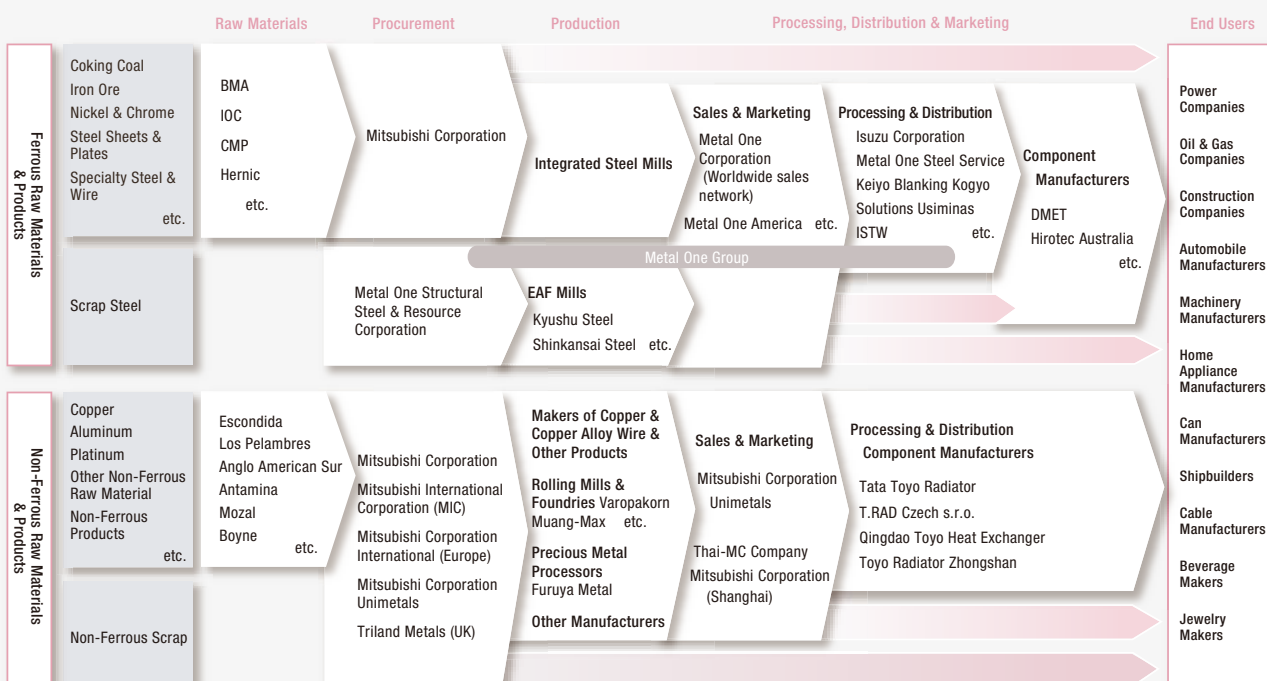 Raw Materials
Procurement
Production
Processing, Distribution & Marketing
End Users
Ferrous Raw Materials
& Products
Coking Coal
Iron Ore
Nickel & Chrome
Steel Sheets &
Plates
Specialty Steel &
Wire
etc.
Scrap Steel
BMA
IOC
CMP
Hernic
etc.
Mitsubishi Corporation
Integrated Steel Mills
Sales & Marketing
Metal One
Corporation
(Worldwide sales
network)
Metal One America etc.
Processing & Distribution
Isuzu Corporation
Metal One Steel Service
Keiyo Blanking Kogyo
Solutions Usiminas
ISTW etc.
Component
Manufacturers
DMET
Hirotec Australia
etc.
Metal One Group
Metal One Structural
Steel & Resource
Corporation
EAF Mills
Kyushu Steel
Shinkansai Steel etc.
Non-Ferrous Raw Materials
& Products
Copper
Aluminum
Platinum
Other Non-Ferrous
Raw Material
Non-Ferrous
Products
etc.
Non-Ferrous Scrap
Escondida
Los Pelambres
Anglo American Sur
Antamina
Mozal
Boyne
etc.
Mitsubishi Corporation
Mitsubishi International
Corporation (MIC)
Mitsubishi Corporation
International (Europe)
Mitsubishi Corporation
Unimetals
Triland Metals (UK)
Makers of Copper &
Copper Alloy Wire &
Other Products
Rolling Mills &
Foundries Varopakorn
Muang-Max etc.
Precious Metal
Processors
Furuya Metal
Other Manufacturers
Sales & Marketing
Mitsubishi Corporation
Unimetals
Thai-MC Company
Mitsubishi Corporation
(Shanghai)
Processing & Distribution
Component Manufacturers
Tata Toyo Radiator
T.RAD Czech s.r.o.
Qingdao Toyo Heat Exchanger
Toyo Radiator Zhongshan
Power
Companies
Oil & Gas
Companies
Construction
Companies
Automobile
Manufacturers
Machinery
Manufacturers
Home
Appliance
Manufacturers
Can
Manufacturers
Shipbuilders
Cable
Manufacturers
Beverage
Makers
Jewelry
Makers